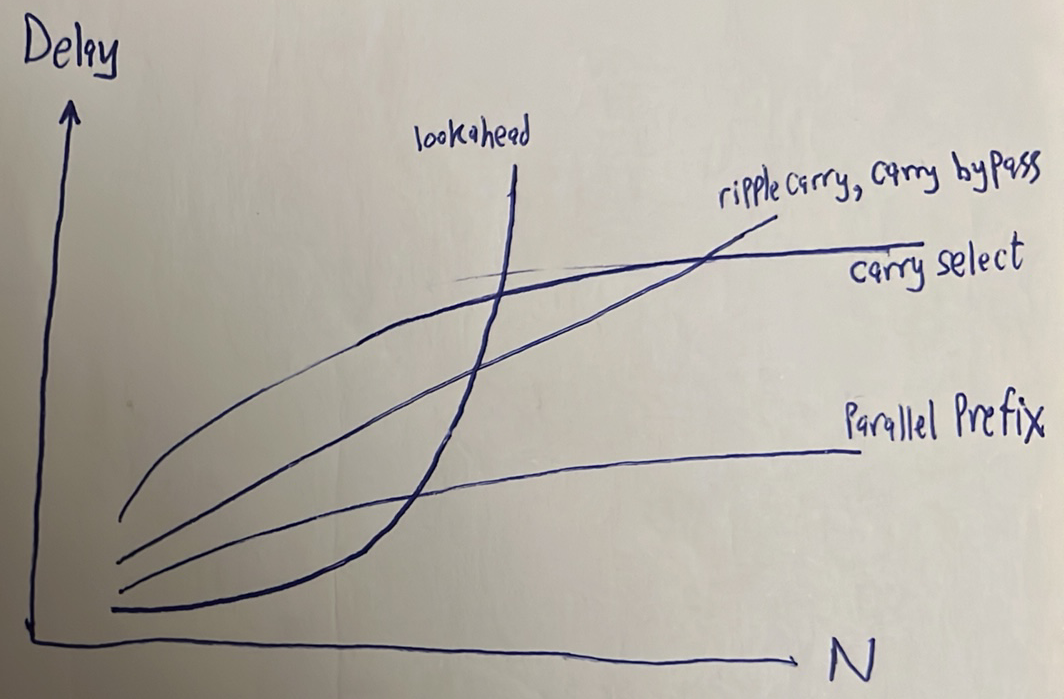 Delay
lookahead
ripple carry, carry bypass
carry select
Parallel Prefix
N